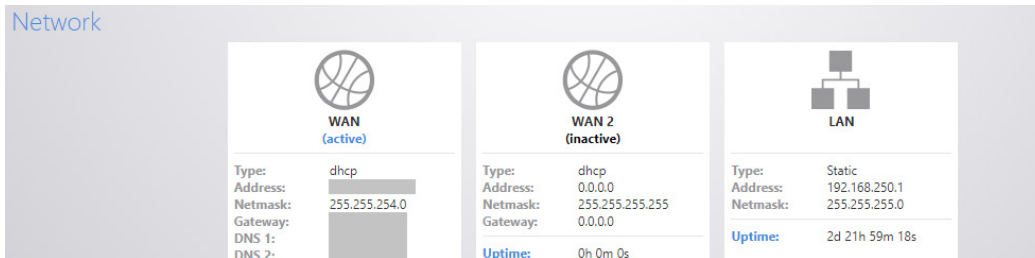 Network
WAN
(active)
Type: dhcp
Address:
Netmask: 255.255.254.0
Gateway:
DNS 1:
DNS 2:
WAN 2
(inactive)
Type: dhcp
Address: 0.0.0.0
Netmask: 255.255.255.255
Gateway: 0.0.0.0
Uptime: 0h 0m 0s
LAN
Type: Static
Address: 192.168.250.1
Netmask: 255.255.255.0
Uptime: 2d 21h 59m 18s